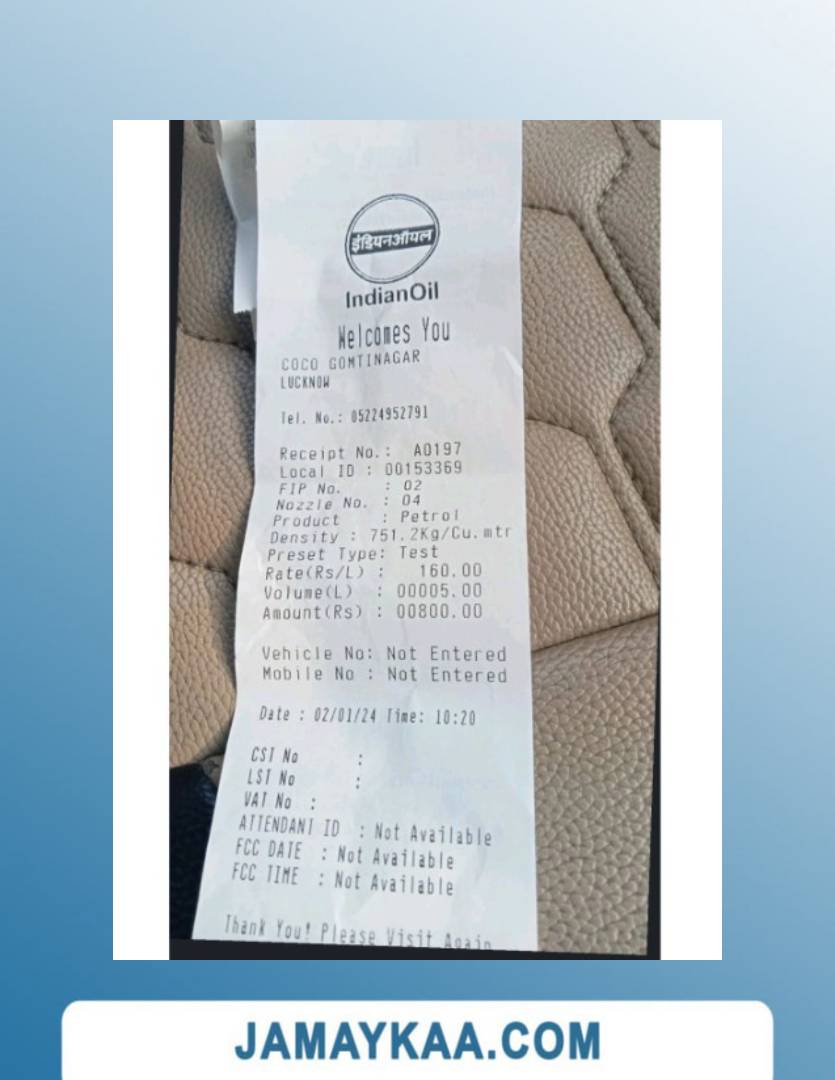 इंडियनऑयल
IndianOil
Welcomes You
COCO GOMTINAGAR
LUCKNOW
Tel. No.: 05224952791
Receipt No.: A0197
Local ID : 00153369
FIP No. : 02
Nozzle No. : 04
Product : Petrol
Density : 751.2Kg/Cu.mtr
Preset Type: Test
Rate(Rs/L) : 160.00
Volume(L) : 00005.00
Amount(Rs) : 00800.00
Vehicle No: Not Entered
Mobile No : Not Entered
Date : 02/01/24 Time: 10:20
CST No :
LST No :
VAT No :
ATTENDANT ID : Not Available
FCC DATE : Not Available
FCC TIME : Not Available
Thank You! Please Visit Again
JAMAYKAA.COM